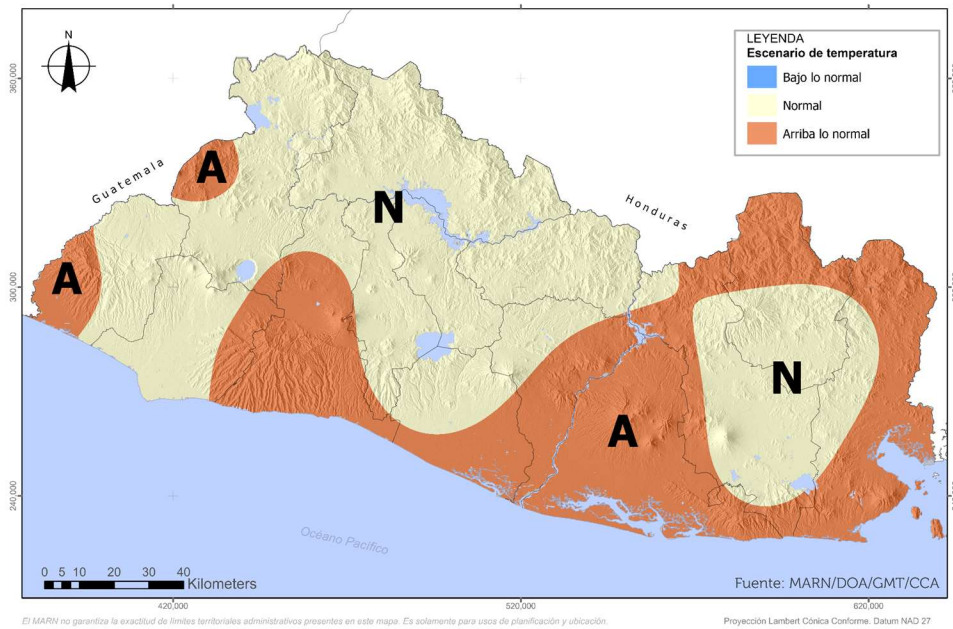 N
LEYENDA
Escenario de temperatura
Bajo lo normal
Normal
Arriba lo normal
360,000
Guatemala
A
N
Honduras
A
300,000
N
A
240,000
Océano Pacífico
0 5 10 20 30 40
Kilometers
Fuente: MARN/DOA/GMT/CCA
420,000
520,000
620,000
El MARN no garantiza la exactitud de límites territoriales administrativos presentes en este mapa. Es solamente para usos de planificación y ubicación.
Proyección Lambert Cónica Conforme. Datum NAD 27